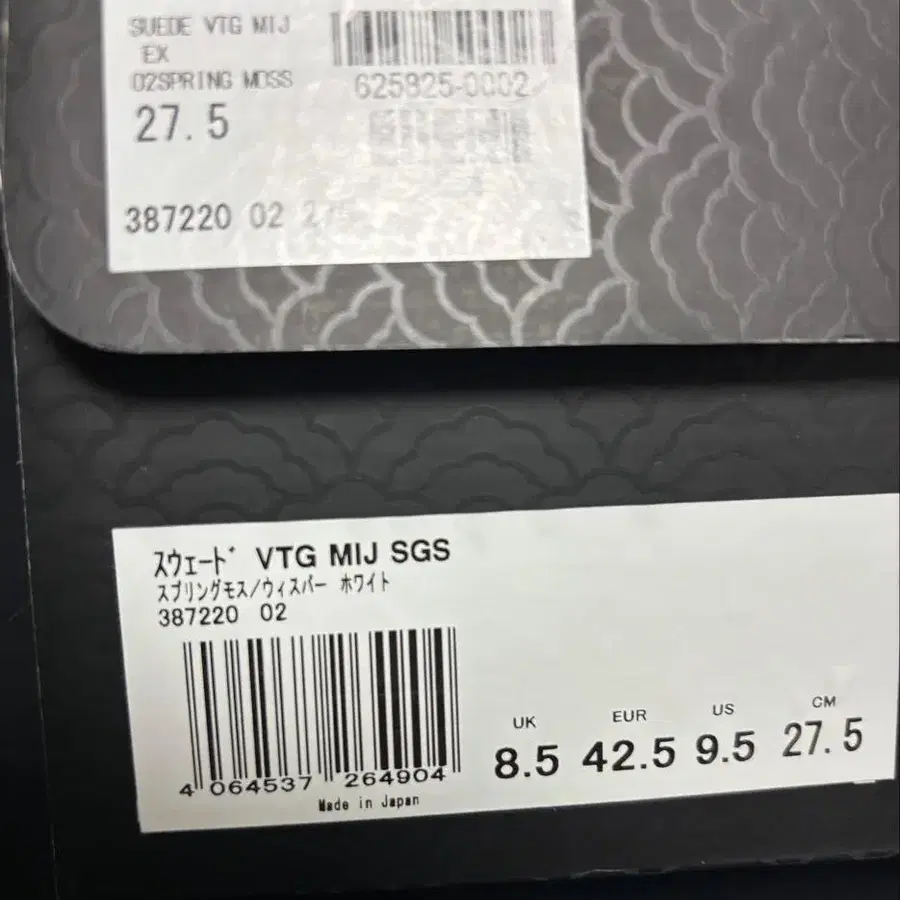 SUEDE VTG MIJ
EX
02SPRING MOSS
625825-0002
27.5
387220 02
スウェード VTG MIJ SGS
スプリングモス/ウィスパー ホワイト
387220 02
4 064537 264904
Made in Japan
UK EUR US CM
8.5 42.5 9.5 27.5